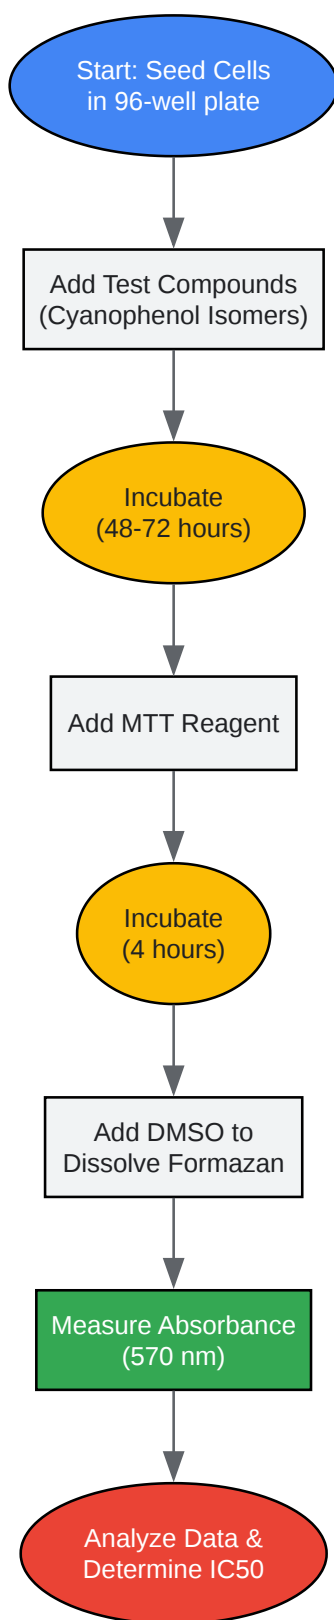 Start: Seed Cells
in 96-well plate
Add Test Compounds
(Cyanophenol Isomers)
Incubate
(48-72 hours)
Add MTT Reagent
Incubate
(4 hours)
Add DMSO to
Dissolve Formazan
Measure Absorbance
(570 nm)
Analyze Data &
Determine IC50